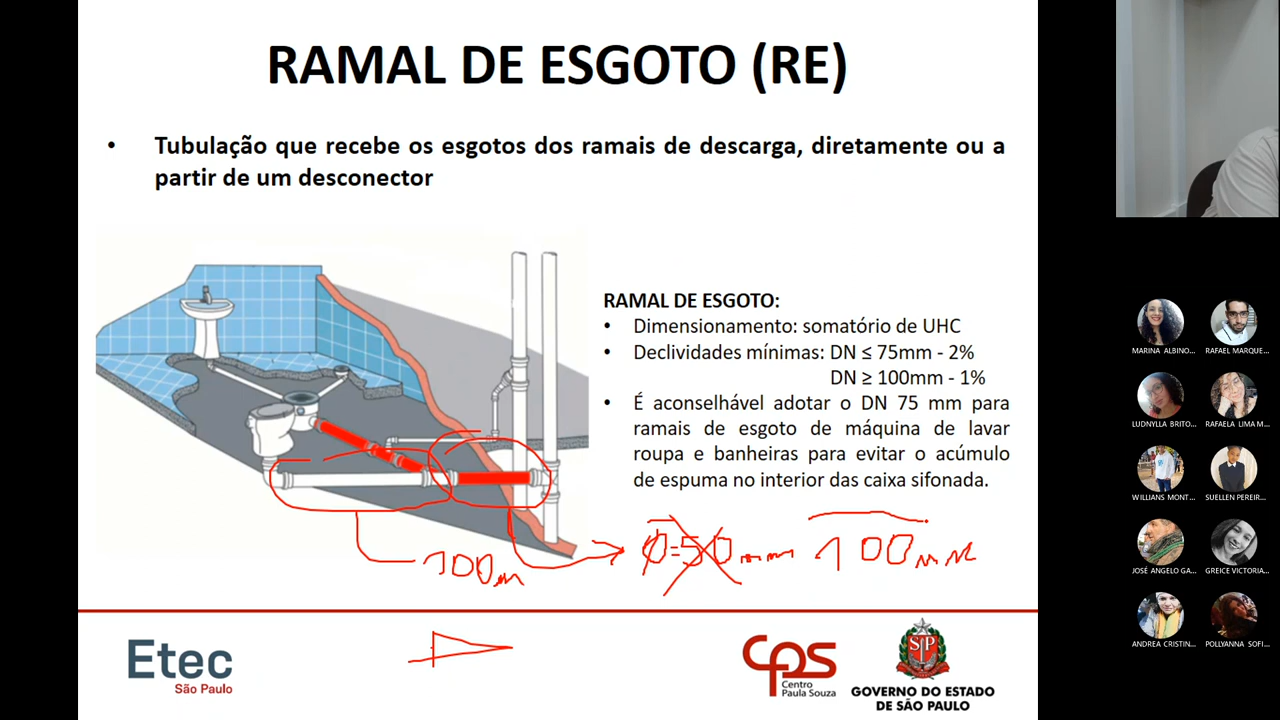 RAMAL DE ESGOTO (RE)
• Tubulação que recebe os esgotos dos ramais de descarga, diretamente ou a
partir de um desconector
RAMAL DE ESGOTO:
• Dimensionamento: somatório de UHC
• Declividades mínimas: DN ≤ 75mm - 2%
DN ≥ 100mm - 1%
• É aconselhável adotar o DN 75 mm para
ramais de esgoto de máquina de lavar
roupa e banheiras para evitar o acúmulo
de espuma no interior das caixa sifonada.
100m
Ø=50mm 100mm
Etec
São Paulo
CPS
Centro
Paula Souza
SP
GOVERNO DO ESTADO
DE SÃO PAULO
MARINA ALBINO...
RAFAEL MARQUE...
LUDNYLLA BRITO...
RAFAELA LIMA M...
WILLIANS MONT...
SUELLEN PEREIR...
JOSÉ ANGELO GA...
GREICE VICTORIA...
ANDREA CRISTIN...
POLLYANNA SOFI...